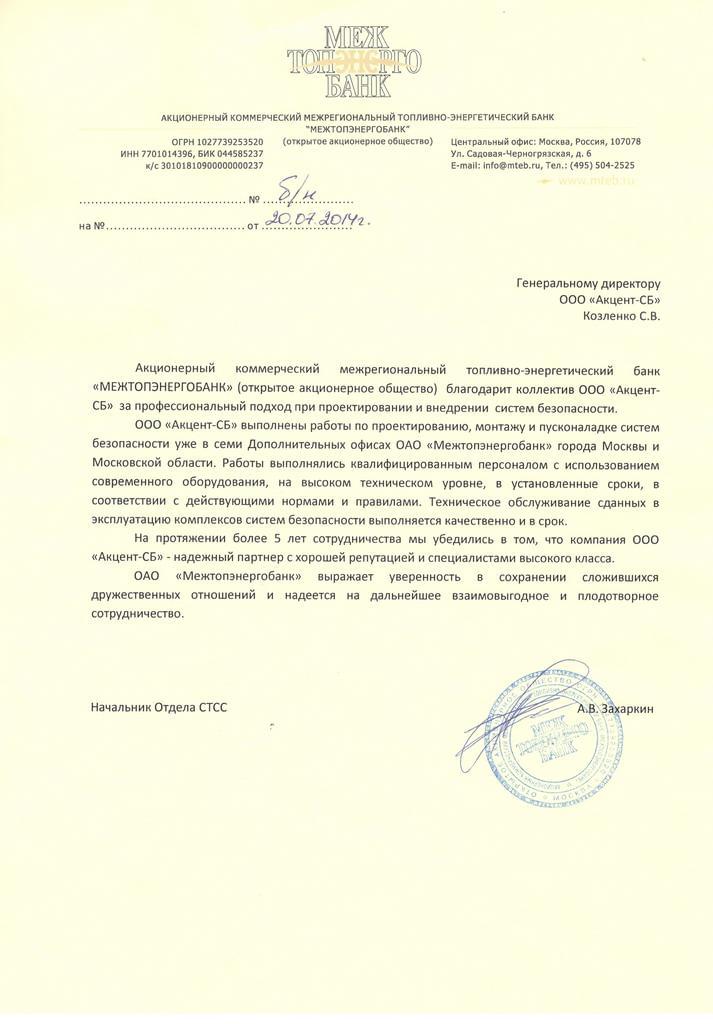 МЕЖ
ТОПЭНЕРГО
БАНК
АКЦИОНЕРНЫЙ КОММЕРЧЕСКИЙ МЕЖРЕГИОНАЛЬНЫЙ ТОПЛИВНО-ЭНЕРГЕТИЧЕСКИЙ БАНК
"МЕЖТОПЭНЕРГОБАНК"
(открытое акционерное общество)
ОГРН 1027739253520
ИНН 7701014396, БИК 044585237
к/с 30101810900000000237
Центральный офис: Москва, Россия, 107078
Ул. Садовая-Черногрязская, д. 6
E-mail: info@mteb.ru, Тел.: (495) 504-2525
www.mteb.ru
№ б/н
на № от 20.07.2014г.
Генеральному директору
ООО «Акцент-СБ»
Козленко С.В.
Акционерный коммерческий межрегиональный топливно-энергетический банк
«МЕЖТОПЭНЕРГОБАНК» (открытое акционерное общество) благодарит коллектив ООО «Акцент-
СБ» за профессиональный подход при проектировании и внедрении систем безопасности.
ООО «Акцент-СБ» выполнены работы по проектированию, монтажу и пусконаладке систем
безопасности уже в семи Дополнительных офисах ОАО «Межтопэнергобанк» города Москвы и
Московской области. Работы выполнялись квалифицированным персоналом с использованием
современного оборудования, на высоком техническом уровне, в установленные сроки, в
соответствии с действующими нормами и правилами. Техническое обслуживание сданных в
эксплуатацию комплексов систем безопасности выполняется качественно и в срок.
На протяжении более 5 лет сотрудничества мы убедились в том, что компания ООО
«Акцент-СБ» - надежный партнер с хорошей репутацией и специалистами высокого класса.
ОАО «Межтопэнергобанк» выражает уверенность в сохранении сложившихся
дружественных отношений и надеется на дальнейшее взаимовыгодное и плодотворное
сотрудничество.
Начальник Отдела СТСС
А.В. Захаркин
МЕЖ
ТОПЭНЕРГО
БАНК
ОТКРЫТОЕ АКЦИОНЕРНОЕ ОБЩЕСТВО
МОСКВА